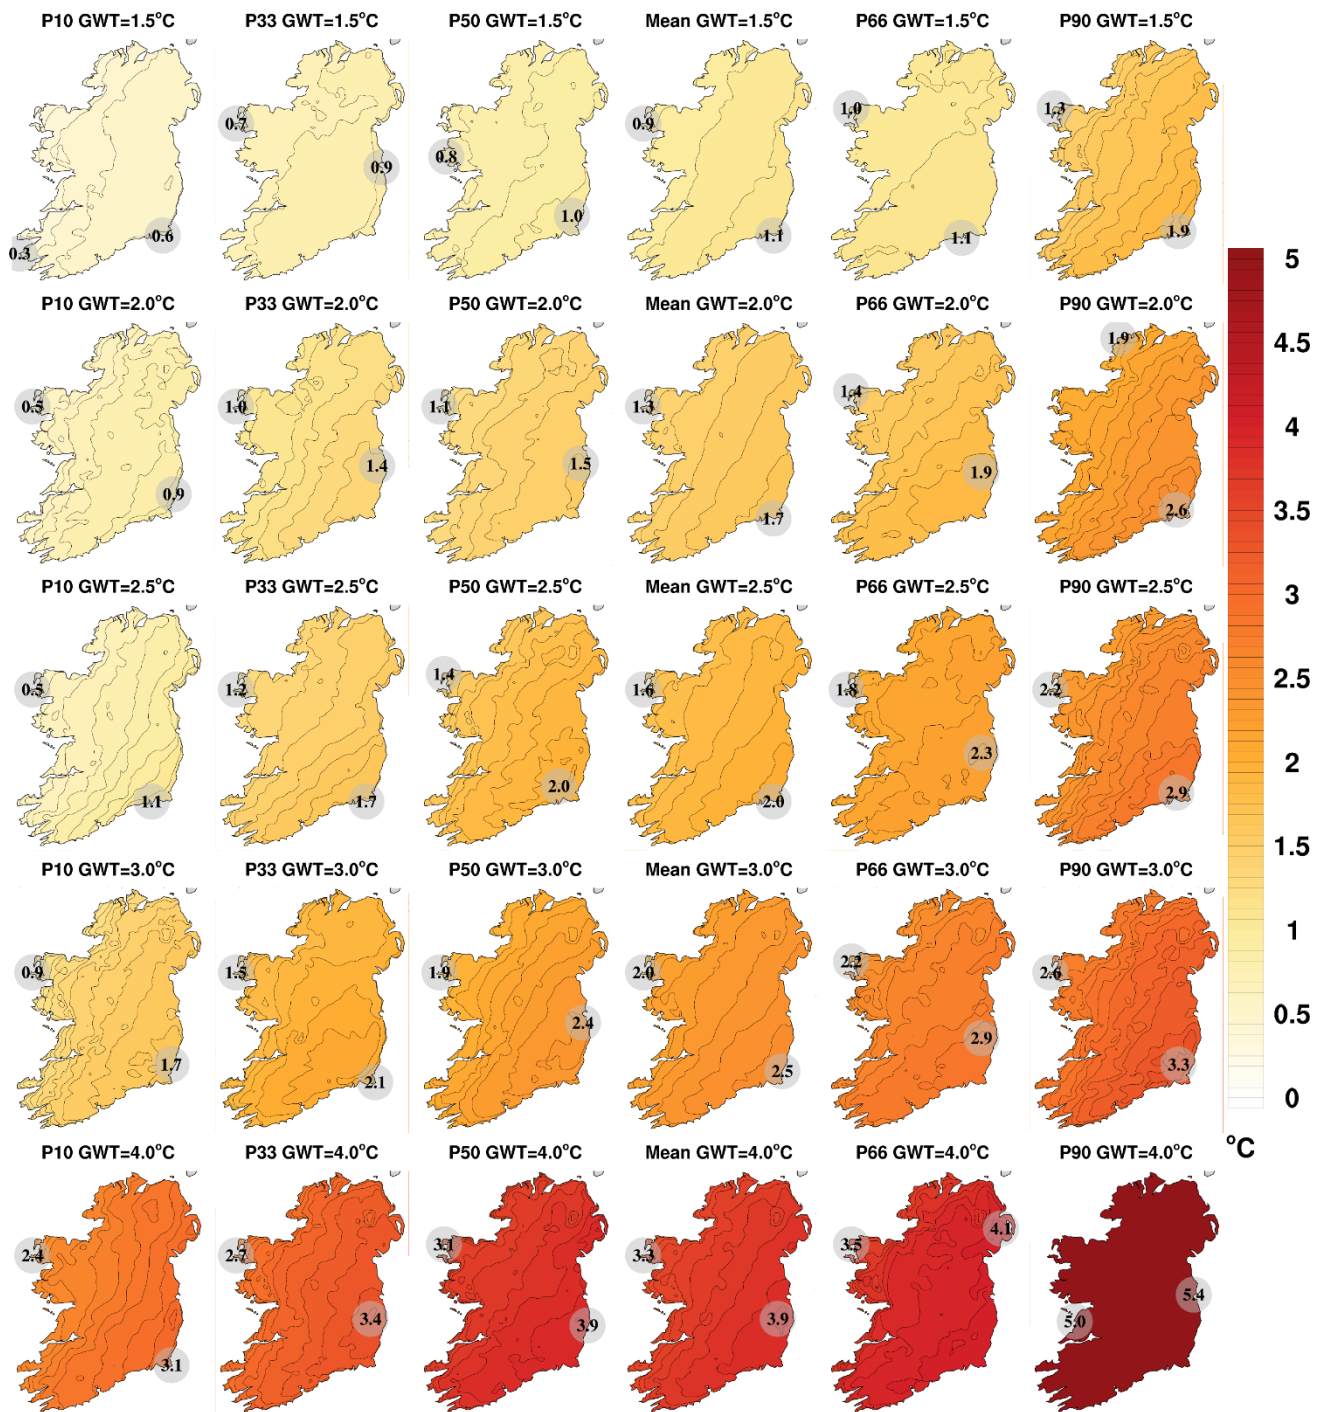 P10 GWT=1.5°C P33 GWT=1.5°C P50 GWT=1.5°C Mean GWT=1.5°C P66 GWT=1.5°C P90 GWT=1.5°C
0.3 0.6 0.7 0.9 0.8 1.0 0.9 1.1 1.0 1.1 1.3 1.9
P10 GWT=2.0°C P33 GWT=2.0°C P50 GWT=2.0°C Mean GWT=2.0°C P66 GWT=2.0°C P90 GWT=2.0°C
0.5 0.9 1.0 1.4 1.1 1.5 1.3 1.7 1.4 1.9 1.9 2.6
P10 GWT=2.5°C P33 GWT=2.5°C P50 GWT=2.5°C Mean GWT=2.5°C P66 GWT=2.5°C P90 GWT=2.5°C
0.5 1.1 1.2 1.7 1.4 2.0 1.6 2.0 1.8 2.3 2.2 2.9
P10 GWT=3.0°C P33 GWT=3.0°C P50 GWT=3.0°C Mean GWT=3.0°C P66 GWT=3.0°C P90 GWT=3.0°C
0.9 1.7 1.5 2.1 1.9 2.4 2.0 2.5 2.2 2.9 2.6 3.3
P10 GWT=4.0°C P33 GWT=4.0°C P50 GWT=4.0°C Mean GWT=4.0°C P66 GWT=4.0°C P90 GWT=4.0°C
2.4 3.1 2.7 3.4 3.1 3.9 3.3 3.9 3.5 4.1 5.0 5.4
5
4.5
4
3.5
3
2.5
2
1.5
1
0.5
0
°C